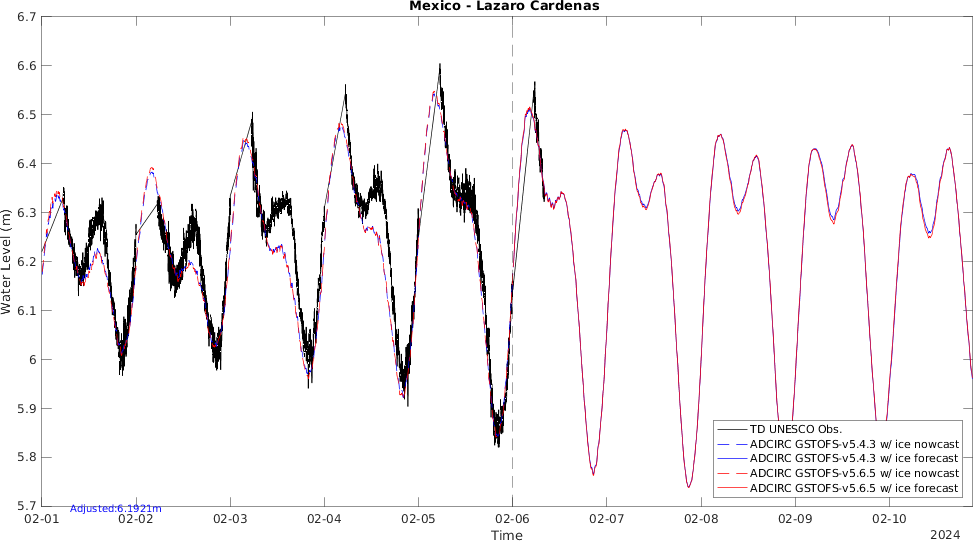 Mexico - Lazaro Cardenas
6.7
6.6
6.5
6.4
6.3
6.2
6.1
6
5.9
5.8
5.7
Water Level (m)
TD UNESCO Obs.
ADCIRC GSTOFS-v5.4.3 w/ ice nowcast
ADCIRC GSTOFS-v5.4.3 w/ ice forecast
ADCIRC GSTOFS-v5.6.5 w/ ice nowcast
ADCIRC GSTOFS-v5.6.5 w/ ice forecast
Adjusted:6.1921m
02-01 02-02 02-03 02-04 02-05 02-06 02-07 02-08 02-09 02-10
Time
2024